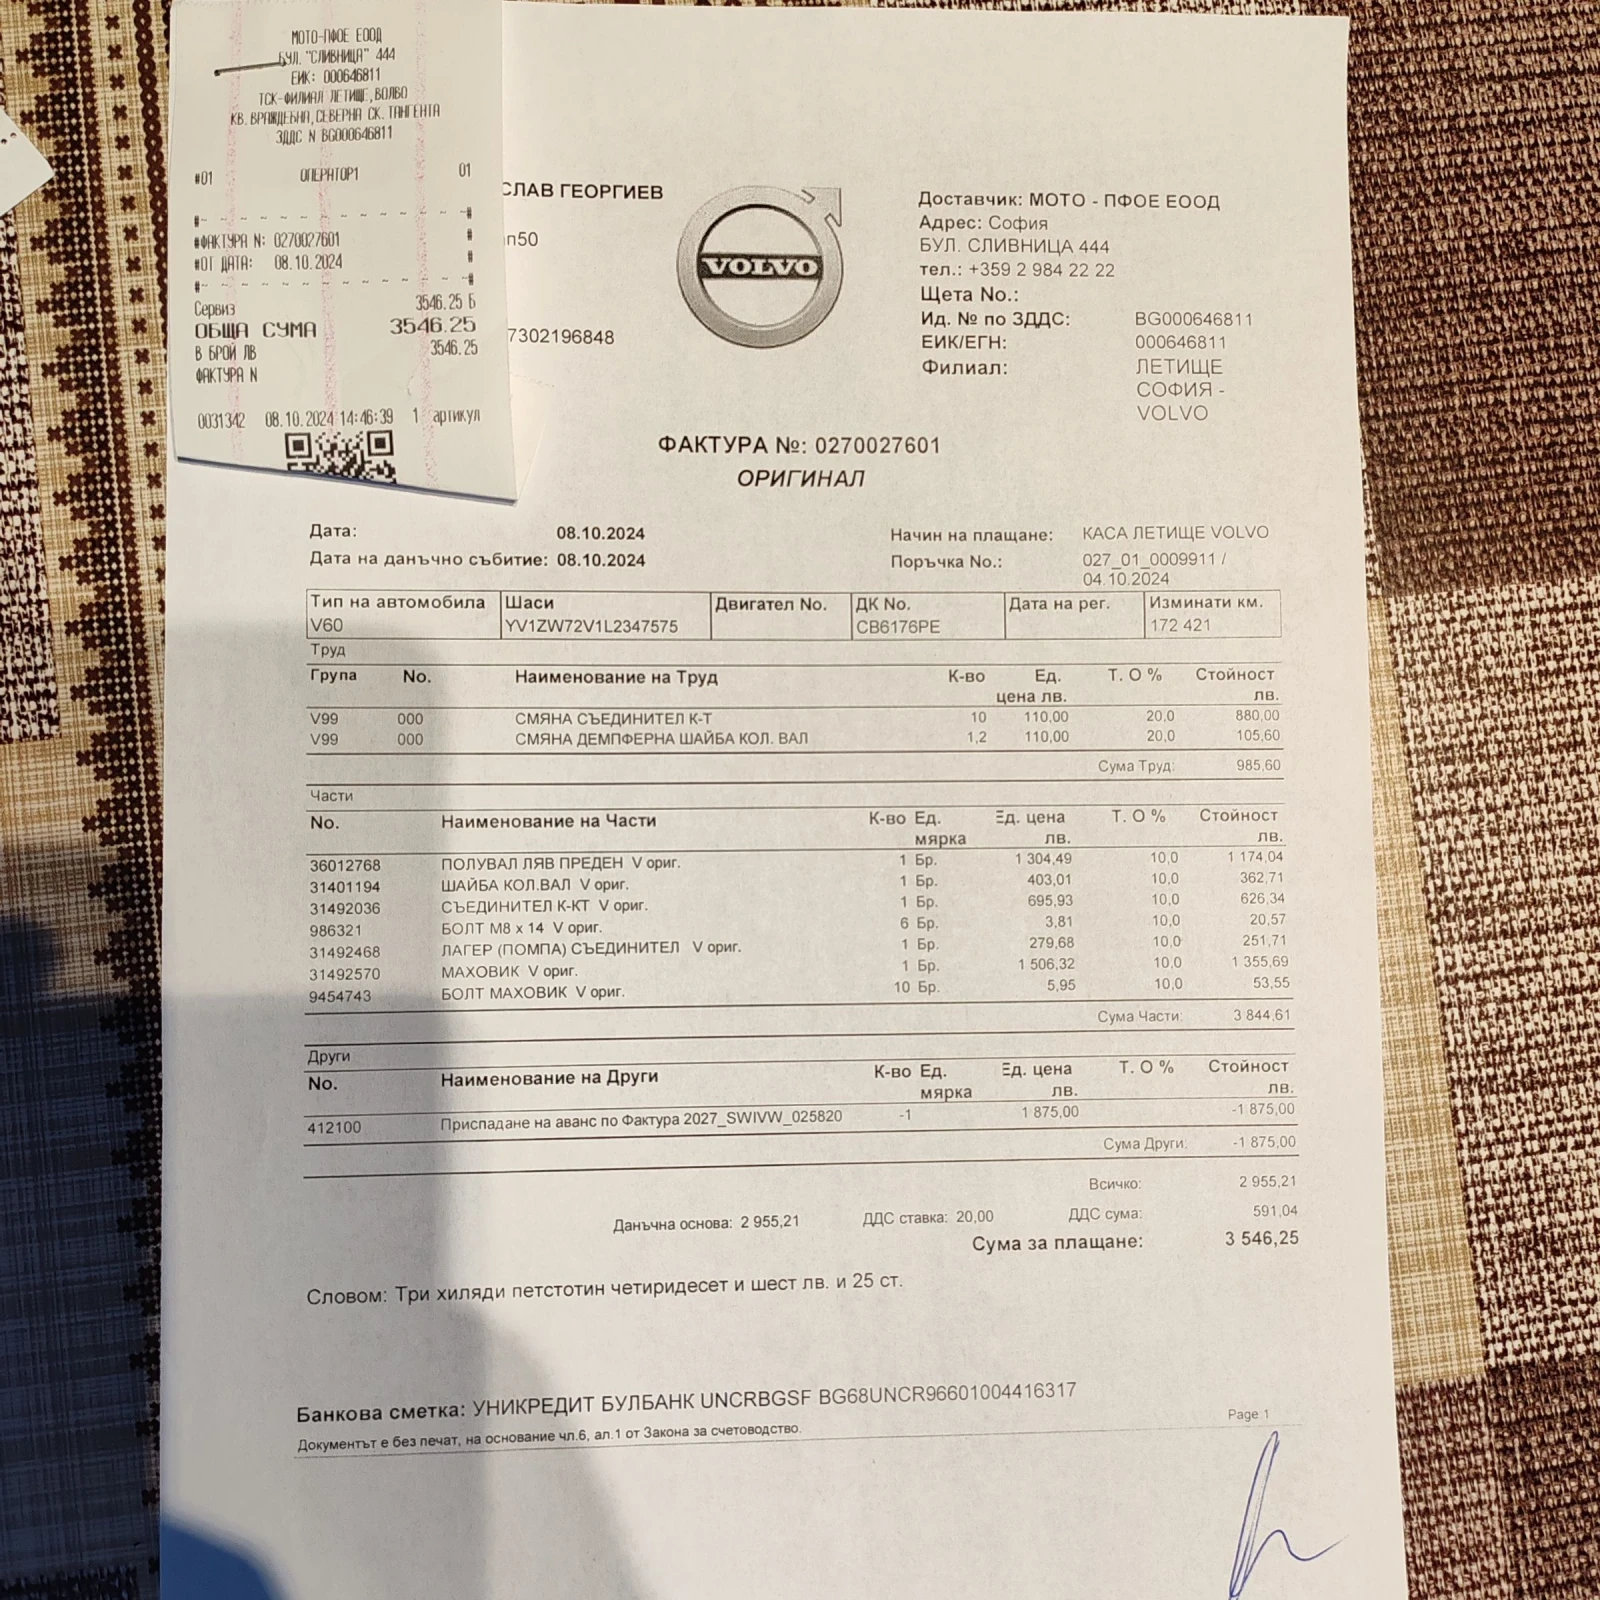 МОТО-ПФОЕ ЕООД
БУЛ. "СЛИВНИЦА" 444
ЕИК: 000646811
ТСК-ФИЛИАЛ ЛЕТИЩЕ,ВОЛВО
КВ. ВРАЖДЕБНА,СЕВЕРНА СК. ТАНГЕНТА
ЗДДС N BG000646811
#01 ОПЕРАТОР1 01
#ФАКТУРА N: 0270027601 #
#ОТ ДАТА: 08.10.2024 #
Сервиз 3546.25 Б
ОБЩА СУМА 3546.25
В БРОЙ ЛВ 3546.25
ФАКТУРА N
0031342 08.10.2024 14:46:39 1 артикул
СЛАВ ГЕОРГИЕВ
п50
7302196848
VOLVO
Доставчик: МОТО - ПФОЕ ЕООД
Адрес: София
БУЛ. СЛИВНИЦА 444
тел.: +359 2 984 22 22
Щета No.:
Ид. № по ЗДДС: BG000646811
ЕИК/ЕГН: 000646811
Филиал: ЛЕТИЩЕ
СОФИЯ -
VOLVO
ФАКТУРА №: 0270027601
ОРИГИНАЛ
Дата: 08.10.2024 Начин на плащане: КАСА ЛЕТИЩЕ VOLVO
Дата на данъчно събитие: 08.10.2024 Поръчка No.: 027_01_0009911 /
04.10.2024
Тип на автомобила Шаси Двигател No. ДК No. Дата на рег. Изминати км.
V60 YV1ZW72V1L2347575 CB6176PE 172 421
Труд
Група No. Наименование на Труд К-во Ед. Т. О % Стойност
цена лв. лв.
V99 000 СМЯНА СЪЕДИНИТЕЛ К-Т 10 110,00 20,0 880,00
V99 000 СМЯНА ДЕМПФЕРНА ШАЙБА КОЛ. ВАЛ 1,2 110,00 20,0 105,60
Сума Труд: 985,60
Части
No. Наименование на Части К-во Ед. Ед. цена Т. О % Стойност
мярка лв. лв.
36012768 ПОЛУВАЛ ЛЯВ ПРЕДЕН V ориг. 1 Бр. 1 304,49 10,0 1 174,04
31401194 ШАЙБА КОЛ.ВАЛ V ориг. 1 Бр. 403,01 10,0 362,71
31492036 СЪЕДИНИТЕЛ К-КТ V ориг. 1 Бр. 695,93 10,0 626,34
986321 БОЛТ М8 x 14 V ориг. 6 Бр. 3,81 10,0 20,57
31492468 ЛАГЕР (ПОМПА) СЪЕДИНИТЕЛ V ориг. 1 Бр. 279,68 10,0 251,71
31492570 МАХОВИК V ориг. 1 Бр. 1 506,32 10,0 1 355,69
9454743 БОЛТ МАХОВИК V ориг. 10 Бр. 5,95 10,0 53,55
Сума Части: 3 844,61
Други
No. Наименование на Други К-во Ед. Ед. цена Т. О % Стойност
мярка лв. лв.
412100 Приспадане на аванс по Фактура 2027_SWIVW_025820 -1 1 875,00 -1 875,00
Сума Други: -1 875,00
Всичко: 2 955,21
Данъчна основа: 2 955,21 ДДС ставка: 20,00 ДДС сума: 591,04
Сума за плащане: 3 546,25
Словом: Три хиляди петстотин четиридесет и шест лв. и 25 ст.
Банкова сметка: УНИКРЕДИТ БУЛБАНК UNCRBGSF BG68UNCR96601004416317
Page 1
Документът е без печат, на основание чл.6, ал.1 от Закона за счетоводство.